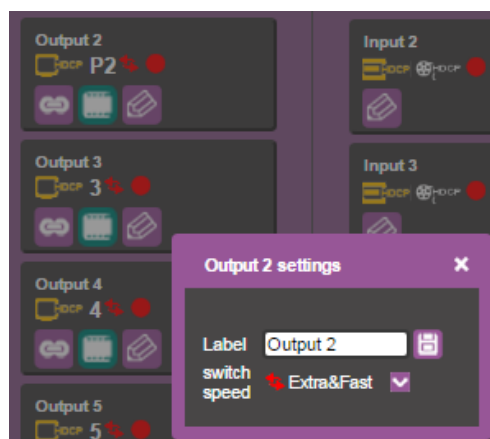 Output 2
HDCP P2
Input 2
HDCP HDCP
Output 3
HDCP 3
Input 3
HDCP HDCP
Output 4
HDCP 4
Output 5
HDCP 5
Output 2 settings
Label Output 2
switch speed Extra&Fast